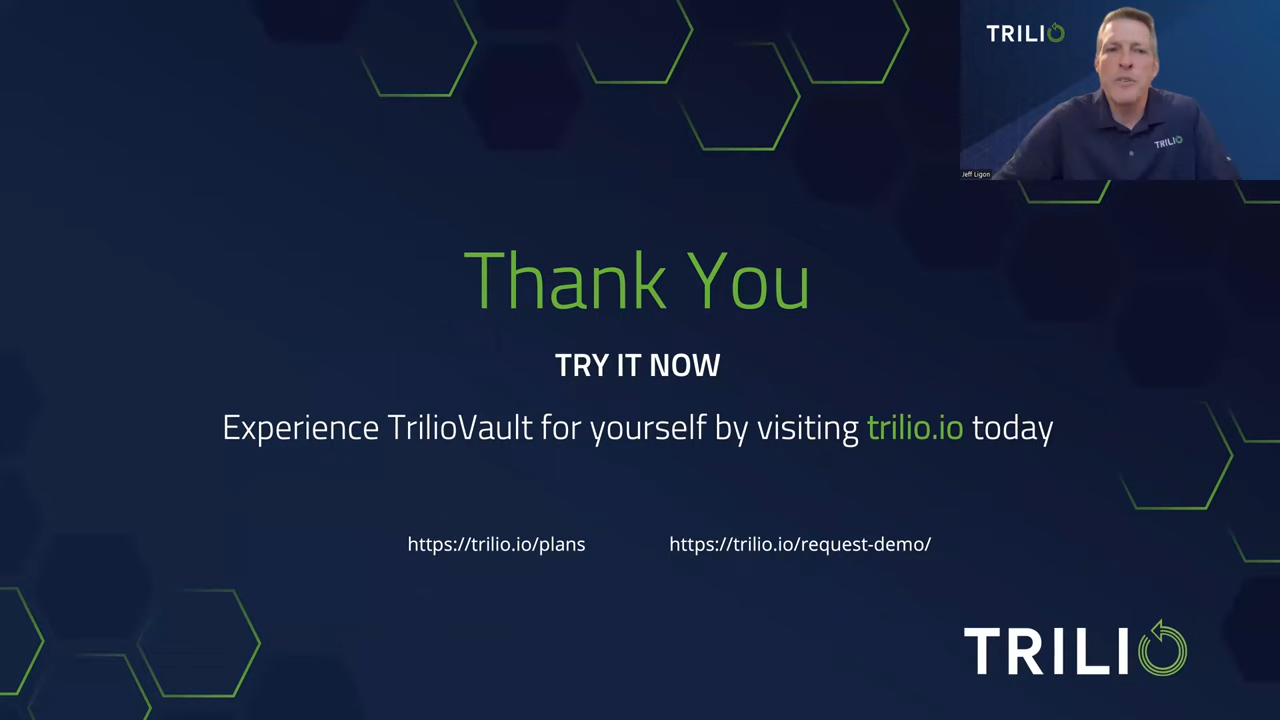 TRILIO
TRILIO
Jeff Ligon
Thank You
TRY IT NOW
Experience TrilioVault for yourself by visiting trilio.io today
https://trilio.io/plans
https://trilio.io/request-demo/
TRILIO